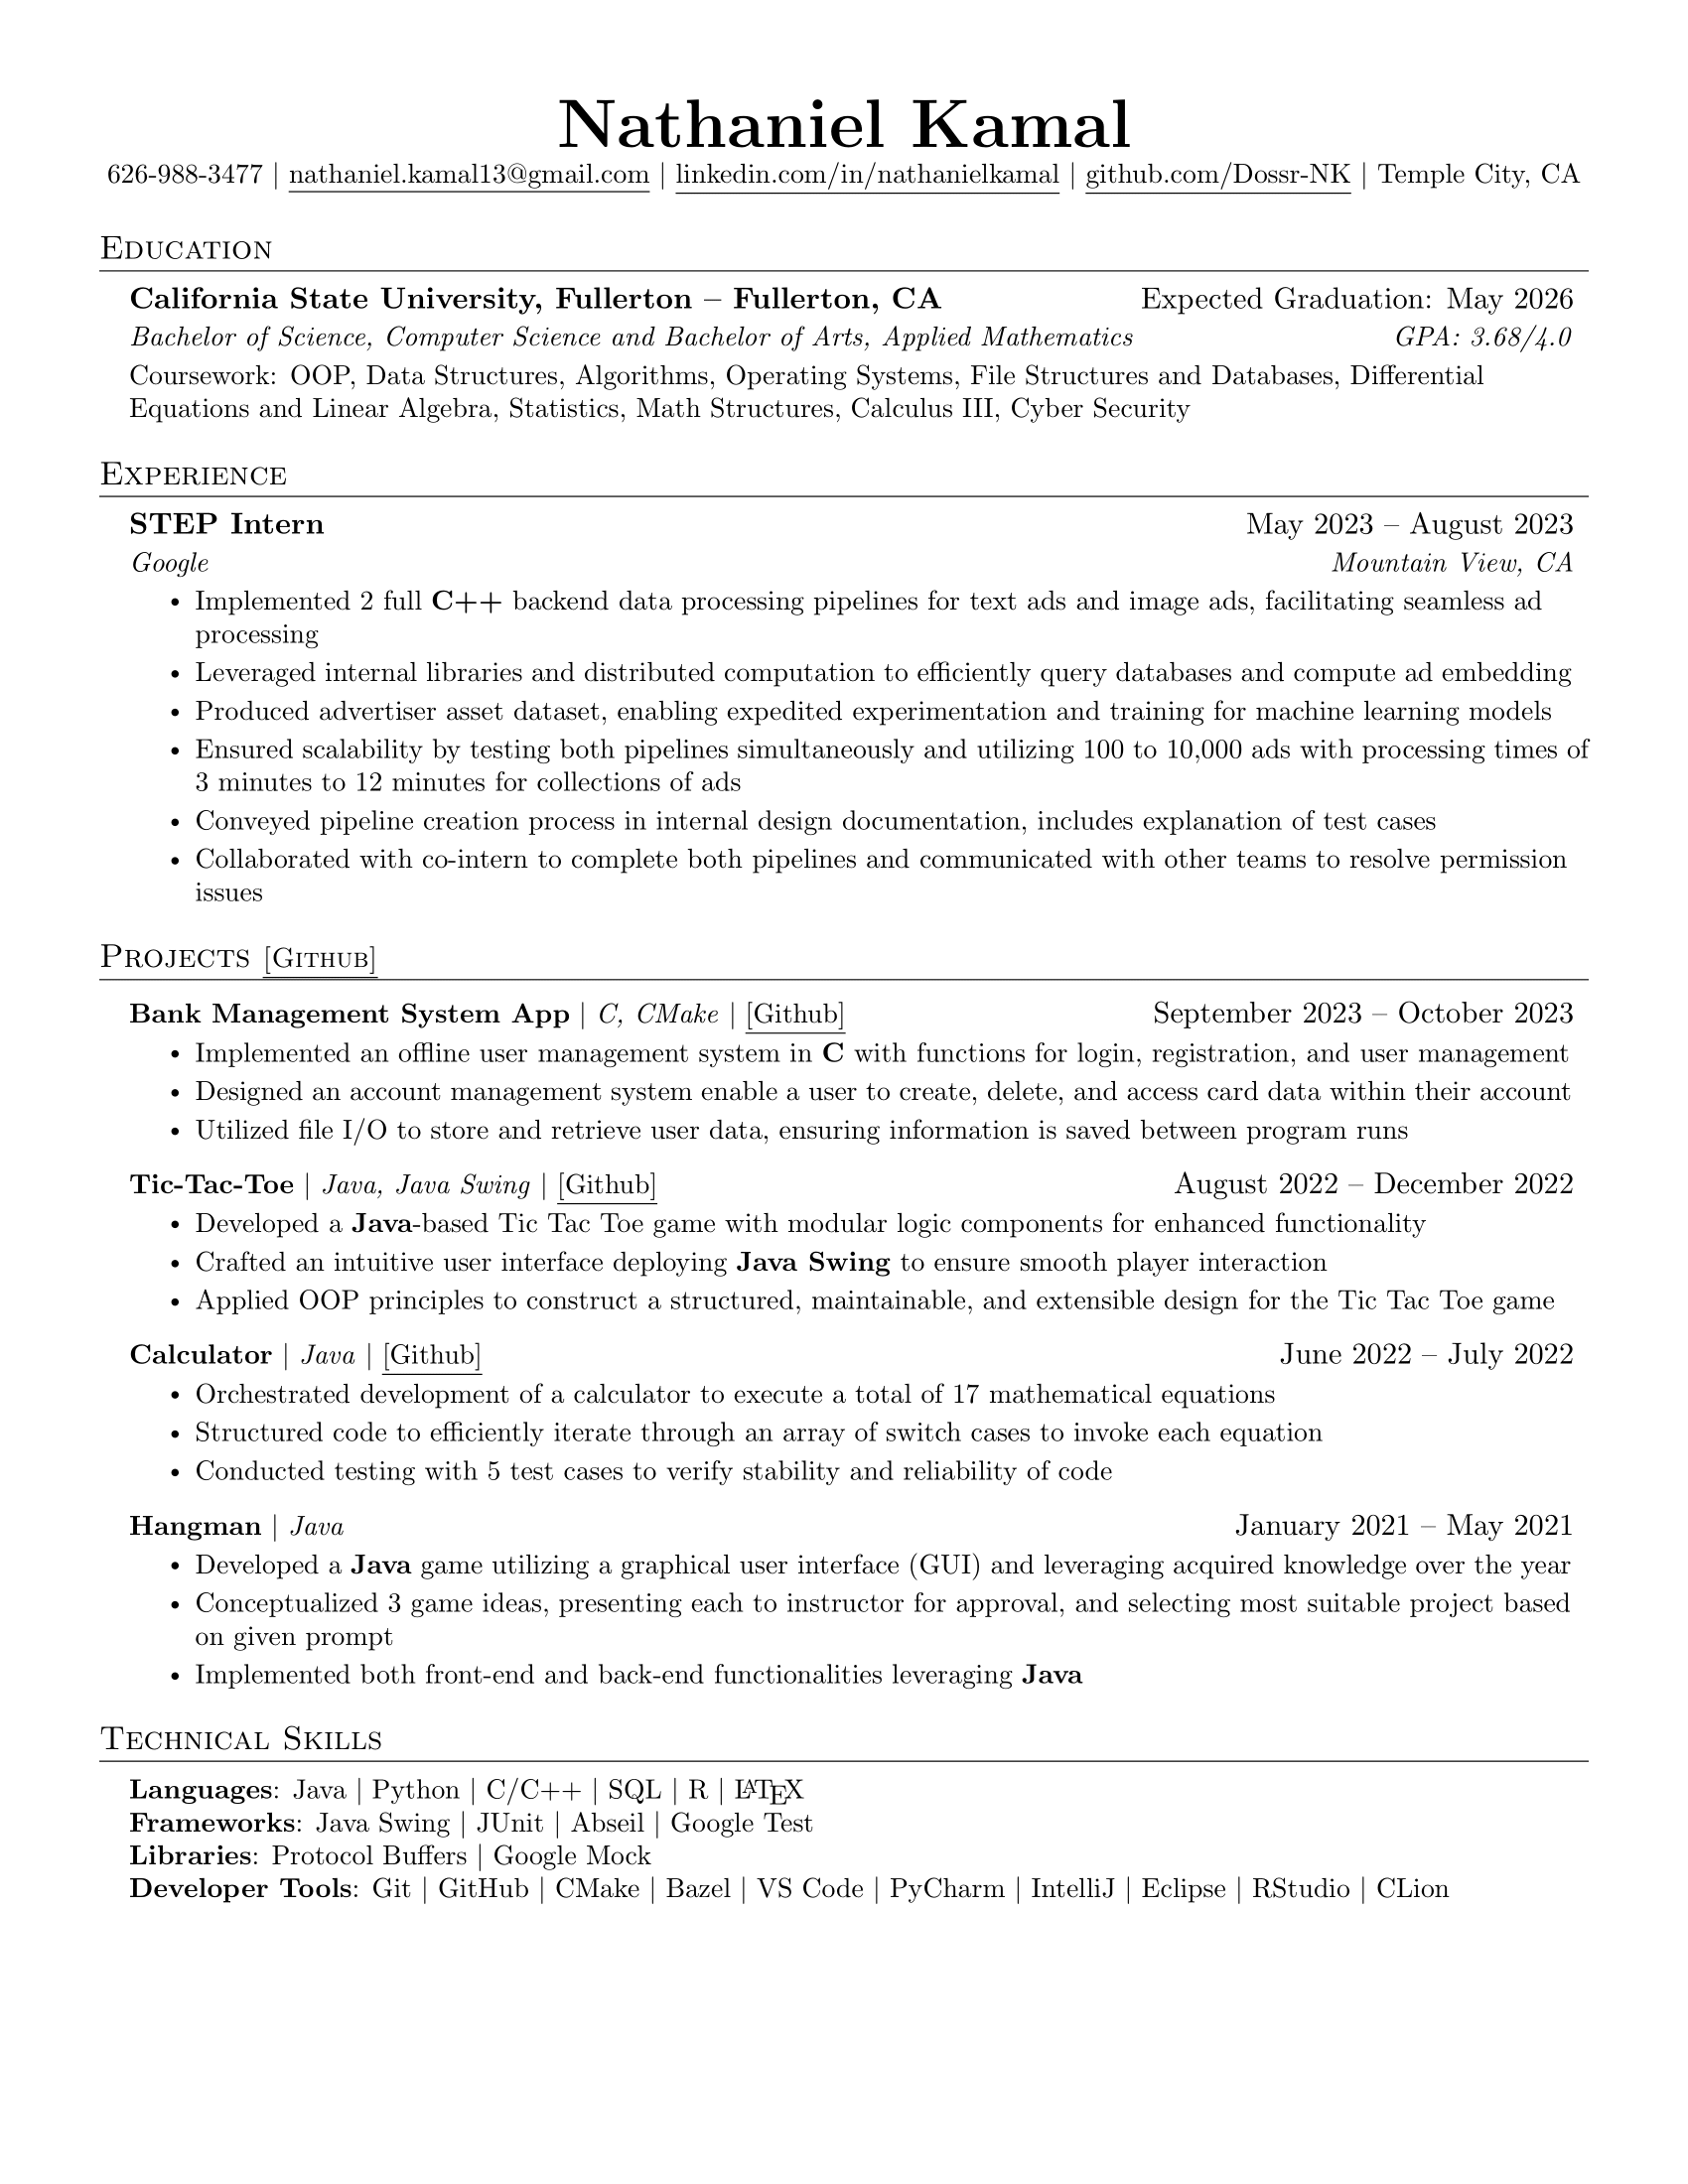 Nathaniel Kamal
626-988-3477 | nathaniel.kamal13@gmail.com | linkedin.com/in/nathanielkamal | github.com/Dossr-NK | Temple City, CA
Education
California State University, Fullerton – Fullerton, CA Expected Graduation: May 2026
Bachelor of Science, Computer Science and Bachelor of Arts, Applied Mathematics GPA: 3.68/4.0
Coursework: OOP, Data Structures, Algorithms, Operating Systems, File Structures and Databases, Differential
Equations and Linear Algebra, Statistics, Math Structures, Calculus III, Cyber Security
Experience
STEP Intern May 2023 – August 2023
Google Mountain View, CA
• Implemented 2 full C++ backend data processing pipelines for text ads and image ads, facilitating seamless ad
processing
• Leveraged internal libraries and distributed computation to efficiently query databases and compute ad embedding
• Produced advertiser asset dataset, enabling expedited experimentation and training for machine learning models
• Ensured scalability by testing both pipelines simultaneously and utilizing 100 to 10,000 ads with processing times of
3 minutes to 12 minutes for collections of ads
• Conveyed pipeline creation process in internal design documentation, includes explanation of test cases
• Collaborated with co-intern to complete both pipelines and communicated with other teams to resolve permission
issues
Projects [Github]
Bank Management System App | C, CMake | [Github] September 2023 – October 2023
• Implemented an offline user management system in C with functions for login, registration, and user management
• Designed an account management system enable a user to create, delete, and access card data within their account
• Utilized file I/O to store and retrieve user data, ensuring information is saved between program runs
Tic-Tac-Toe | Java, Java Swing | [Github] August 2022 – December 2022
• Developed a Java-based Tic Tac Toe game with modular logic components for enhanced functionality
• Crafted an intuitive user interface deploying Java Swing to ensure smooth player interaction
• Applied OOP principles to construct a structured, maintainable, and extensible design for the Tic Tac Toe game
Calculator | Java | [Github] June 2022 – July 2022
• Orchestrated development of a calculator to execute a total of 17 mathematical equations
• Structured code to efficiently iterate through an array of switch cases to invoke each equation
• Conducted testing with 5 test cases to verify stability and reliability of code
Hangman | Java January 2021 – May 2021
• Developed a Java game utilizing a graphical user interface (GUI) and leveraging acquired knowledge over the year
• Conceptualized 3 game ideas, presenting each to instructor for approval, and selecting most suitable project based
on given prompt
• Implemented both front-end and back-end functionalities leveraging Java
Technical Skills
Languages: Java | Python | C/C++ | SQL | R | LATEX
Frameworks: Java Swing | JUnit | Abseil | Google Test
Libraries: Protocol Buffers | Google Mock
Developer Tools: Git | GitHub | CMake | Bazel | VS Code | PyCharm | IntelliJ | Eclipse | RStudio | CLion